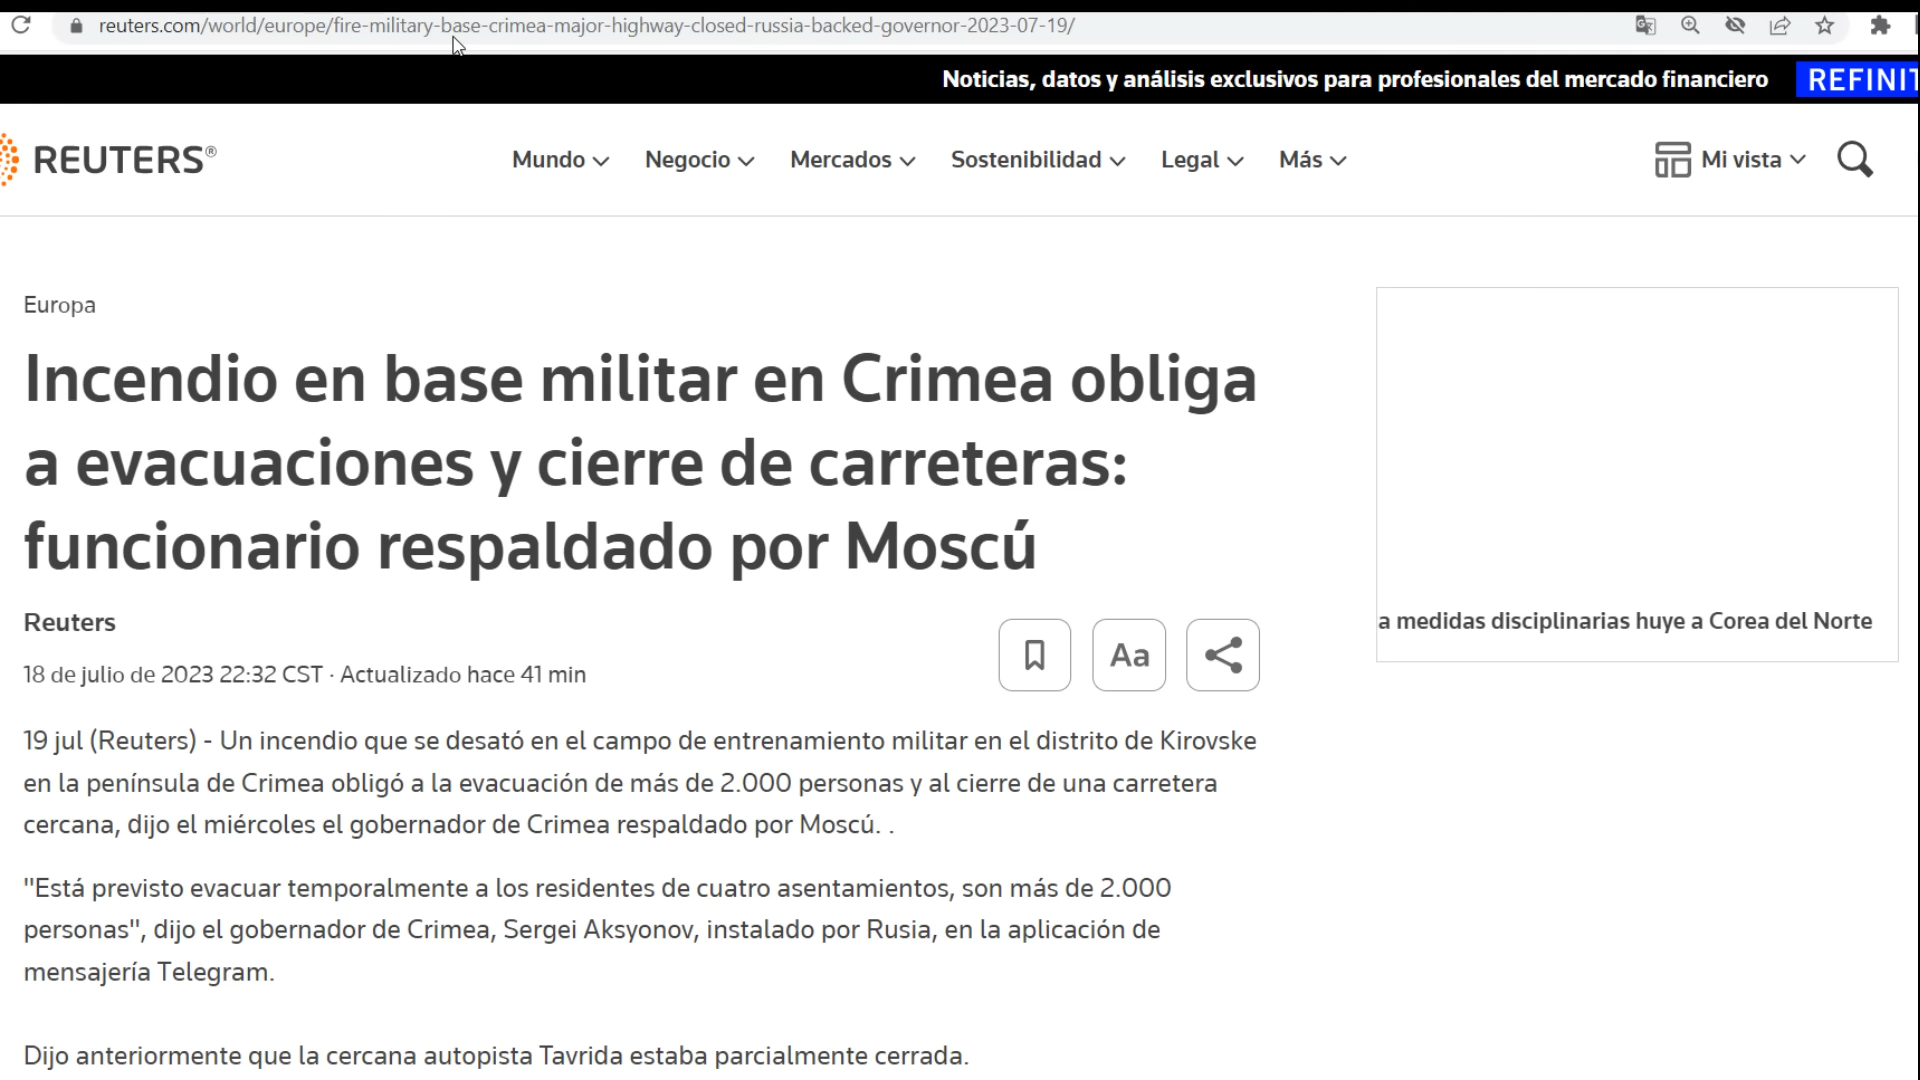 reuters.com/world/europe/fire-military-base-crimea-major-highway-closed-russia-backed-governor-2023-07-19/
Noticias, datos y análisis exclusivos para profesionales del mercado financiero REFINIT
REUTERS®
Mundo Negocio Mercados Sostenibilidad Legal Más Mi vista
Europa
Incendio en base militar en Crimea obliga
a evacuaciones y cierre de carreteras:
funcionario respaldado por Moscú
a medidas disciplinarias huye a Corea del Norte
Reuters
Aa
18 de julio de 2023 22:32 CST · Actualizado hace 41 min
19 jul (Reuters) - Un incendio que se desató en el campo de entrenamiento militar en el distrito de Kirovske
en la península de Crimea obligó a la evacuación de más de 2.000 personas y al cierre de una carretera
cercana, dijo el miércoles el gobernador de Crimea respaldado por Moscú. .
"Está previsto evacuar temporalmente a los residentes de cuatro asentamientos, son más de 2.000
personas", dijo el gobernador de Crimea, Sergei Aksyonov, instalado por Rusia, en la aplicación de
mensajería Telegram.
Dijo anteriormente que la cercana autopista Tavrida estaba parcialmente cerrada.